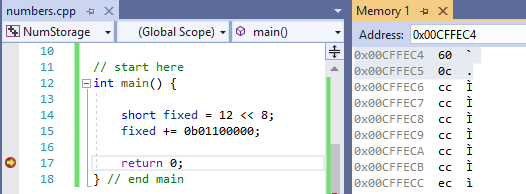 numbers.cpp
NumStorage (Global Scope) main()
10
11 // start here
12 int main() {
13
14 short fixed = 12 << 8;
15 fixed += 0b01100000;
16
17 return 0;
18 } // end main
Memory 1
Address: 0x00CFFEC4
0x00CFFEC4 60 `
0x00CFFEC5 0c .
0x00CFFEC6 cc Ì
0x00CFFEC7 cc Ì
0x00CFFEC8 cc Ì
0x00CFFEC9 cc Ì
0x00CFFECA cc Ì
0x00CFFECB cc Ì
0x00CFFECC ec ì